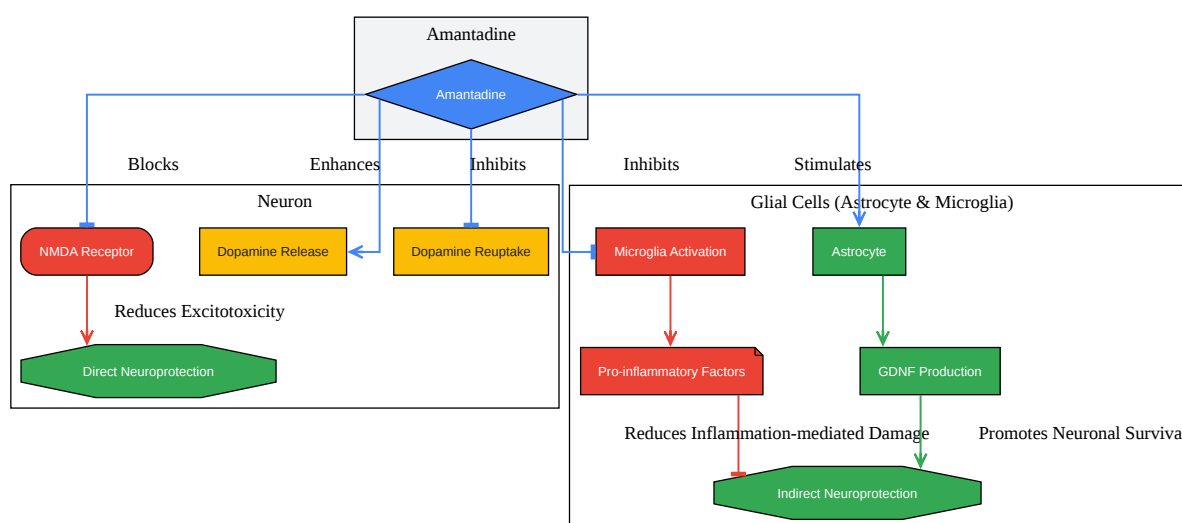 Amantadine
Amantadine
Blocks
Enhances
Inhibits
Inhibits
Stimulates
Neuron
Glial Cells (Astrocyte & Microglia)
NMDA Receptor
Dopamine Release
Dopamine Reuptake
Microglia Activation
Astrocyte
Reduces Excitotoxicity
Direct Neuroprotection
Pro-inflammatory Factors
GDNF Production
Reduces Inflammation-mediated Damage
Promotes Neuronal Surviva
Indirect Neuroprotection